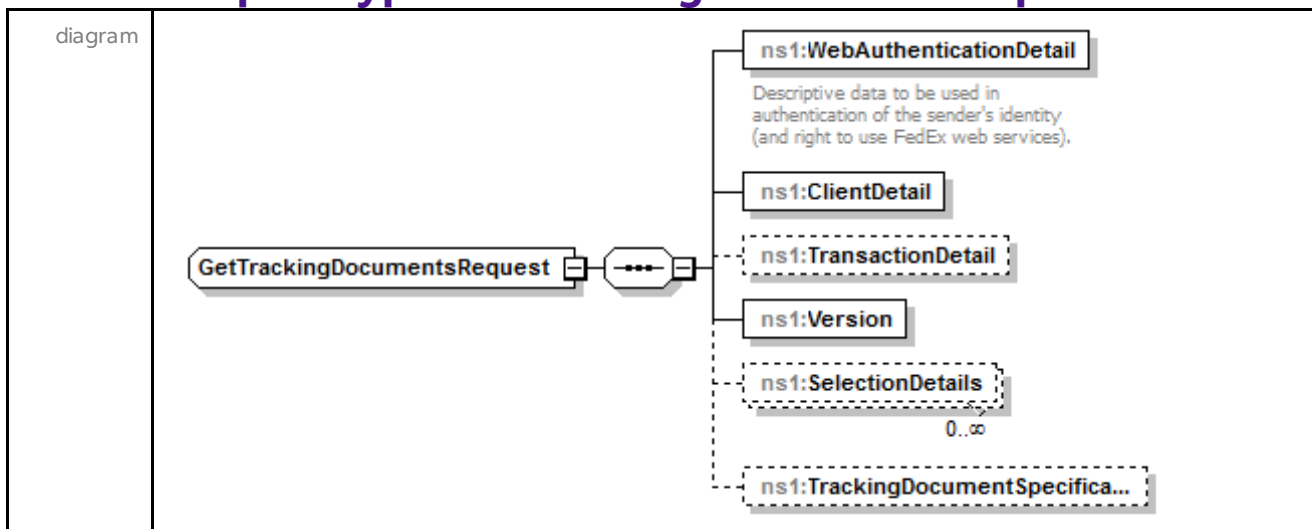 diagram
ns1:WebAuthenticationDetail
Descriptive data to be used in
authentication of the sender's identity
(and right to use FedEx web services).
ns1:ClientDetail
GetTrackingDocumentsRequest
ns1:TransactionDetail
ns1:Version
ns1:SelectionDetails
0..∞
ns1:TrackingDocumentSpecifica...